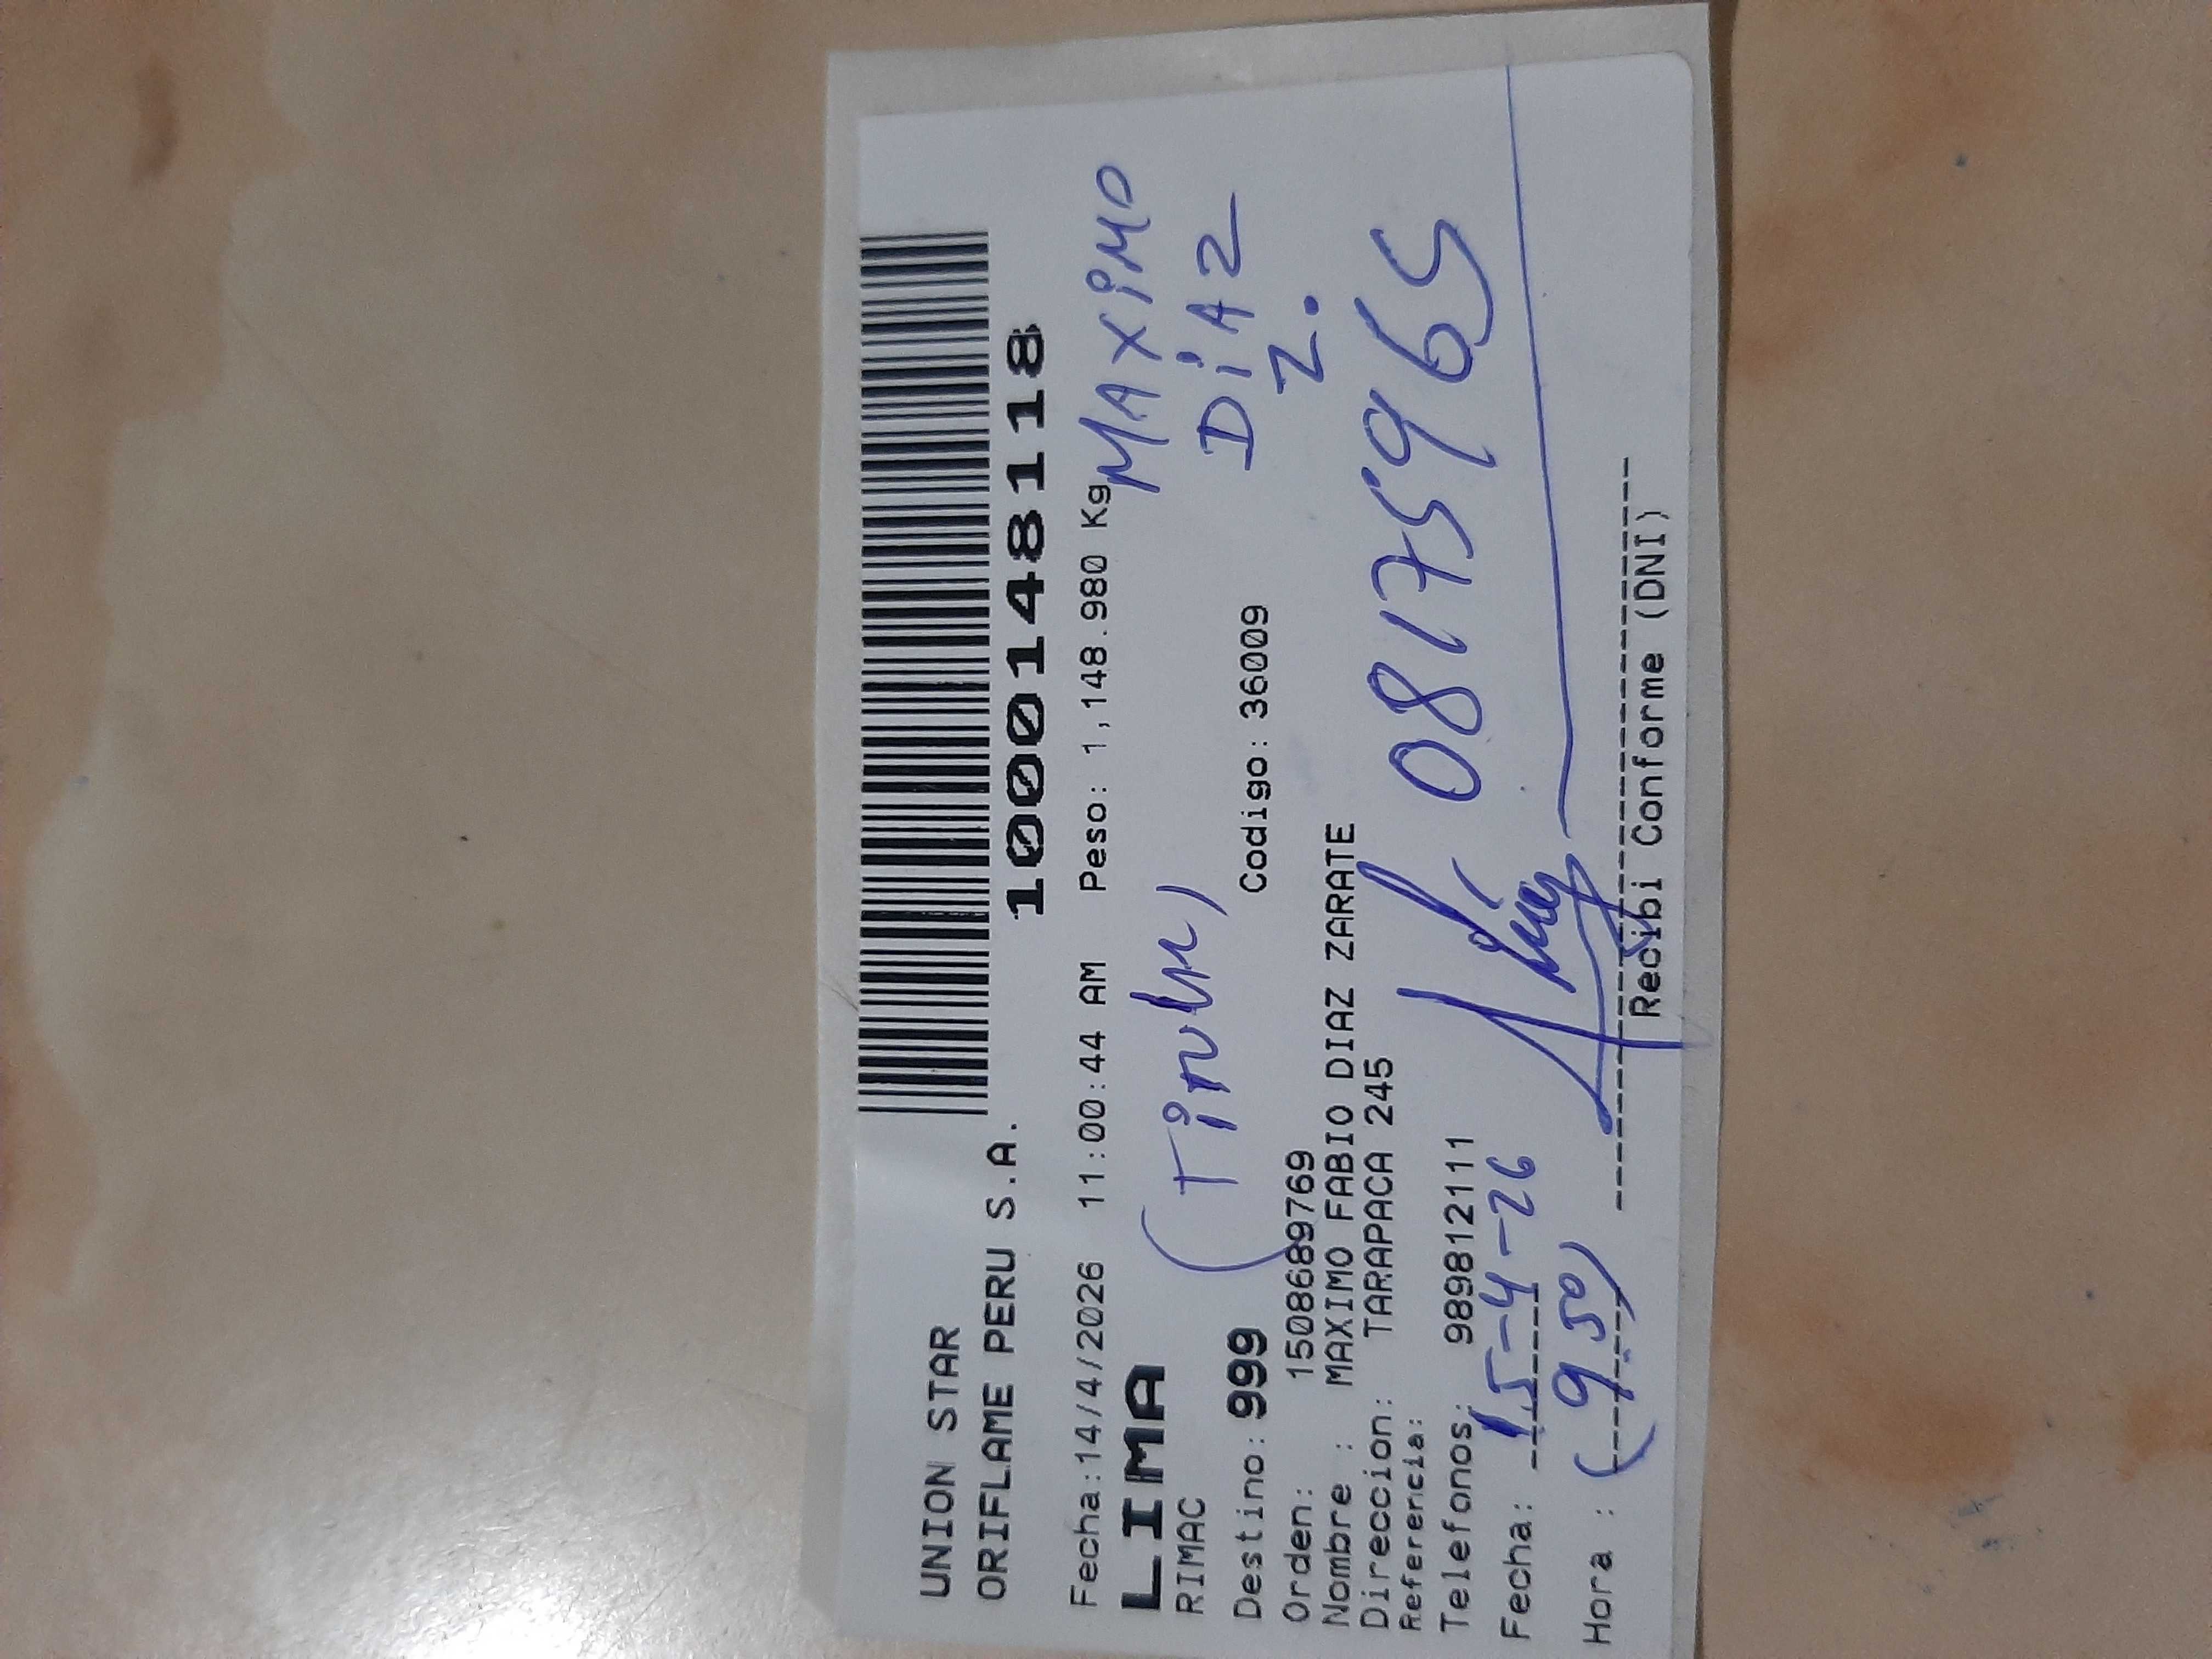 UNION STAR
ORIFLAME PERU S.A.
1000148118
Fecha:14/4/2026 11:00:44 AM Peso: 1,148.980 Kg
MAXiMO
DiAZ
Z.
LIMA
RIMAC
Destino: 999 Codigo: 36009
Orden: 1508689769
Nombre : MAXIMO FABIO DIAZ ZARATE
Direccion: TARAPACA 245
Referencia:
Telefonos: 989812111
08175965
Fecha: 15-4-26
Hora : (9:50)
Recibi Conforme (DNI)